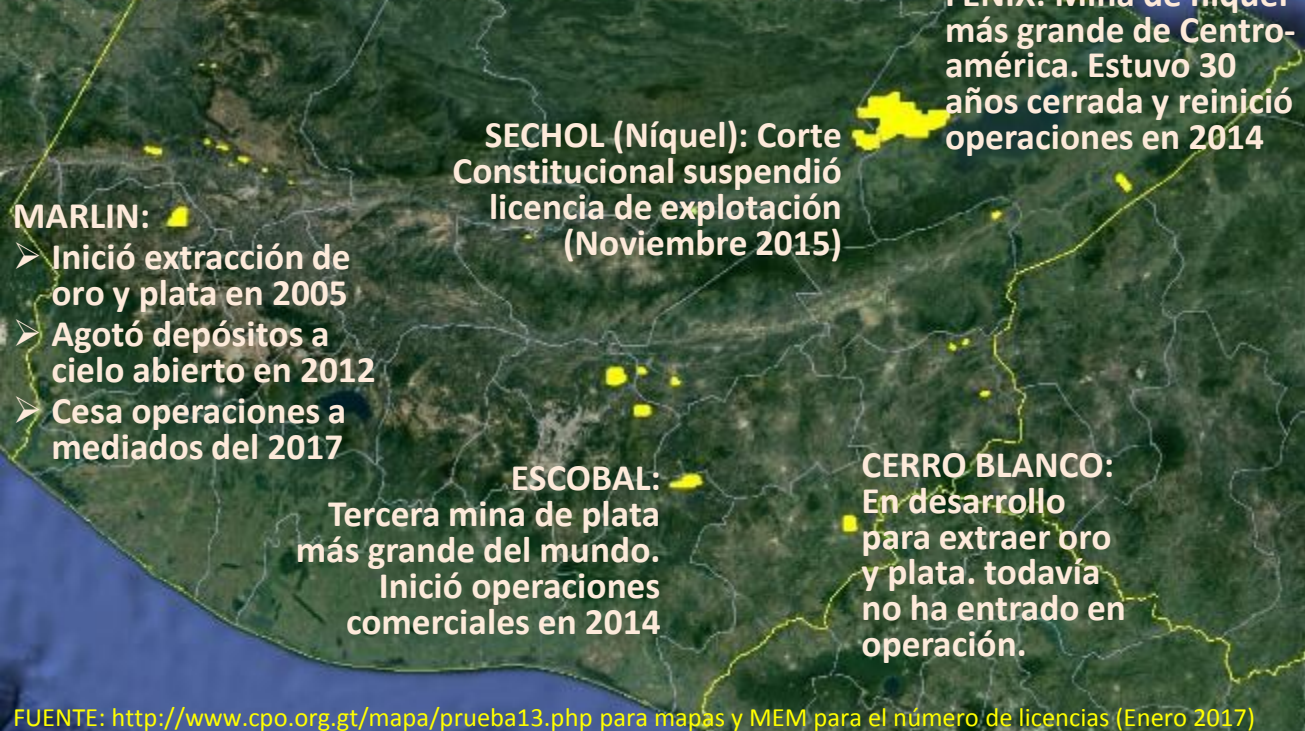 FENIX: Mina de níquel
más grande de Centro-
américa. Estuvo 30
años cerrada y reinició
operaciones en 2014
SECHOL (Níquel): Corte
Constitucional suspendió
licencia de explotación
(Noviembre 2015)
MARLIN:
➢ Inició extracción de
oro y plata en 2005
➢ Agotó depósitos a
cielo abierto en 2012
➢ Cesa operaciones a
mediados del 2017
ESCOBAL:
Tercera mina de plata
más grande del mundo.
Inició operaciones
comerciales en 2014
CERRO BLANCO:
En desarrollo
para extraer oro
y plata. todavía
no ha entrado en
operación.
FUENTE: http://www.cpo.org.gt/mapa/prueba13.php para mapas y MEM para el número de licencias (Enero 2017)